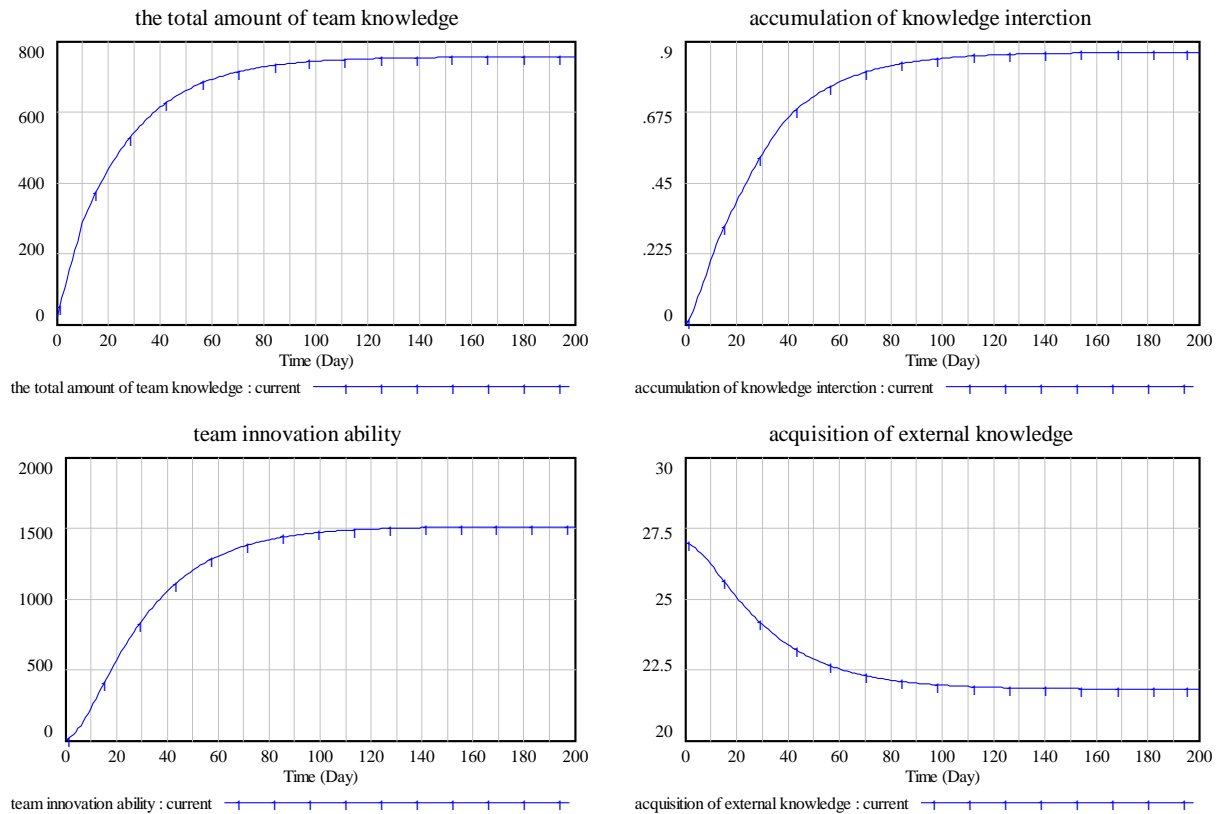 the total amount of team knowledge
800
600
400
200
0
0 20 40 60 80 100 120 140 160 180 200
Time (Day)
the total amount of team knowledge : current
accumulation of knowledge interction
.9
.675
.45
.225
0
0 20 40 60 80 100 120 140 160 180 200
Time (Day)
accumulation of knowledge interction : current
team innovation ability
2000
1500
1000
500
0
0 20 40 60 80 100 120 140 160 180 200
Time (Day)
team innovation ability : current
acquisition of external knowledge
30
27.5
25
22.5
20
0 20 40 60 80 100 120 140 160 180 200
Time (Day)
acquisition of external knowledge : current